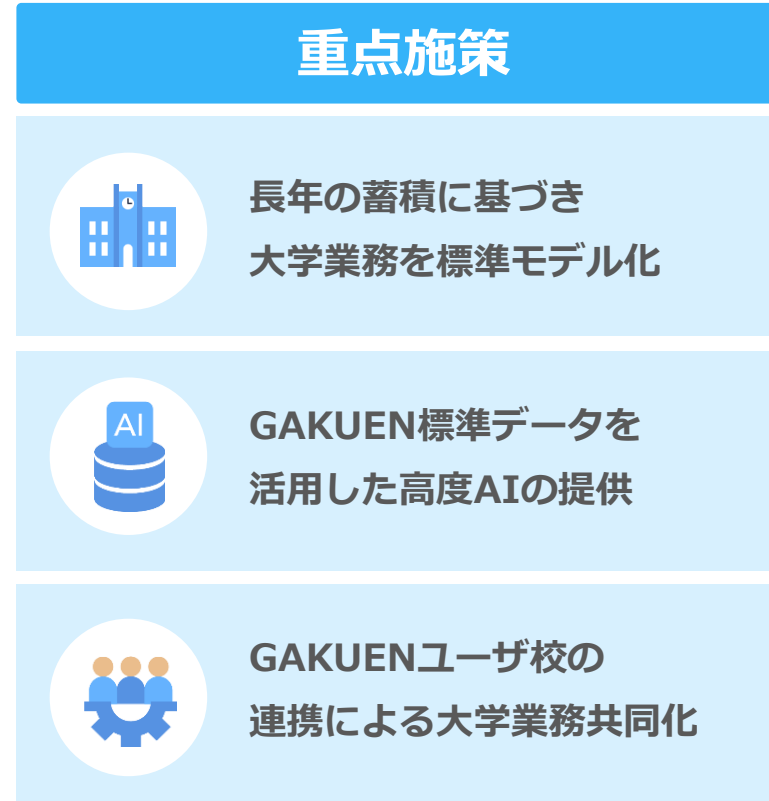 重点施策
長年の蓄積に基づき
大学業務を標準モデル化
AI
GAKUEN標準データを
活用した高度AIの提供
GAKUENユーザ校の
連携による大学業務共同化